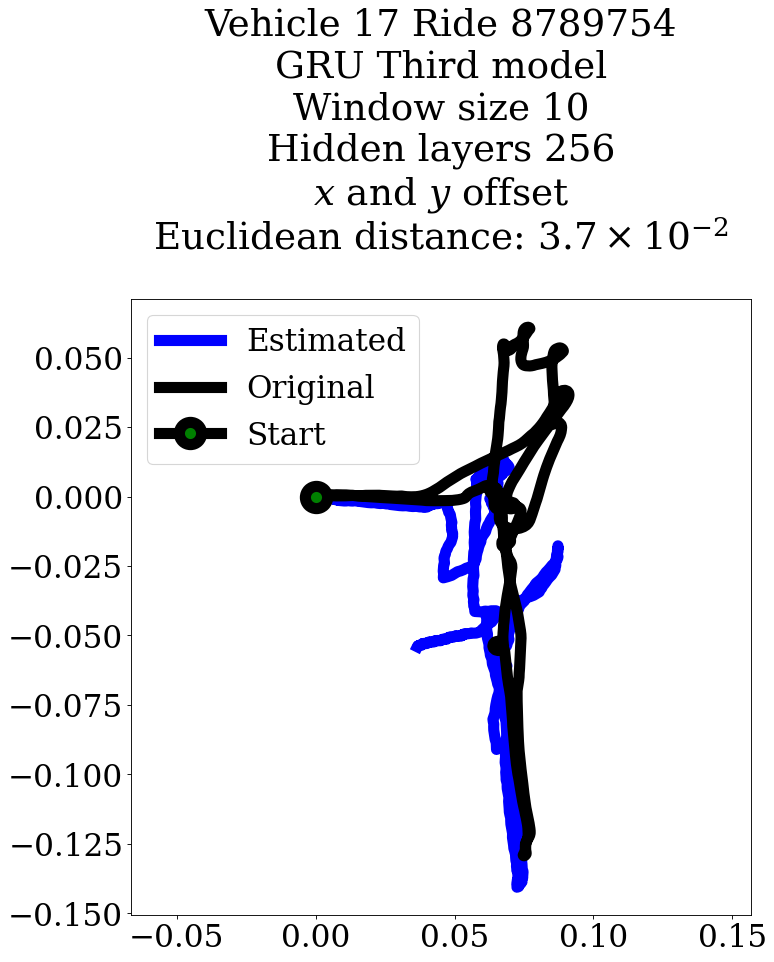 Vehicle 17 Ride 8789754
GRU Third model
Window size 10
Hidden layers 256
x and y offset
Euclidean distance: 3.7 × 10⁻²
Estimated
Original
Start
0.050
0.025
0.000
−0.025
−0.050
−0.075
−0.100
−0.125
−0.150
−0.05 0.00 0.05 0.10 0.15